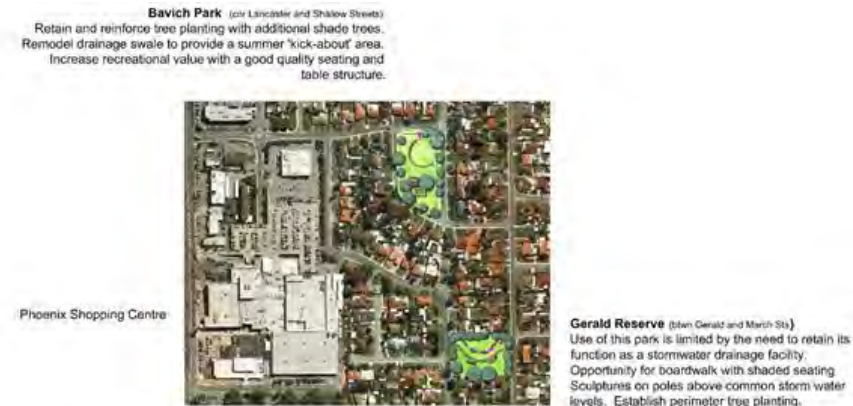 Bavich Park (cnr Lancaster and Shallow Streets)
Retain and reinforce tree planting with additional shade trees.
Remodel drainage swale to provide a summer 'kick-about' area.
Increase recreational value with a good quality seating and
table structure.
Phoenix Shopping Centre
Gerald Reserve (btwn Gerald and March Sts)
Use of this park is limited by the need to retain its
function as a stormwater drainage facility.
Opportunity for boardwalk with shaded seating
Sculptures on poles above common storm water
levels. Establish perimeter tree planting.